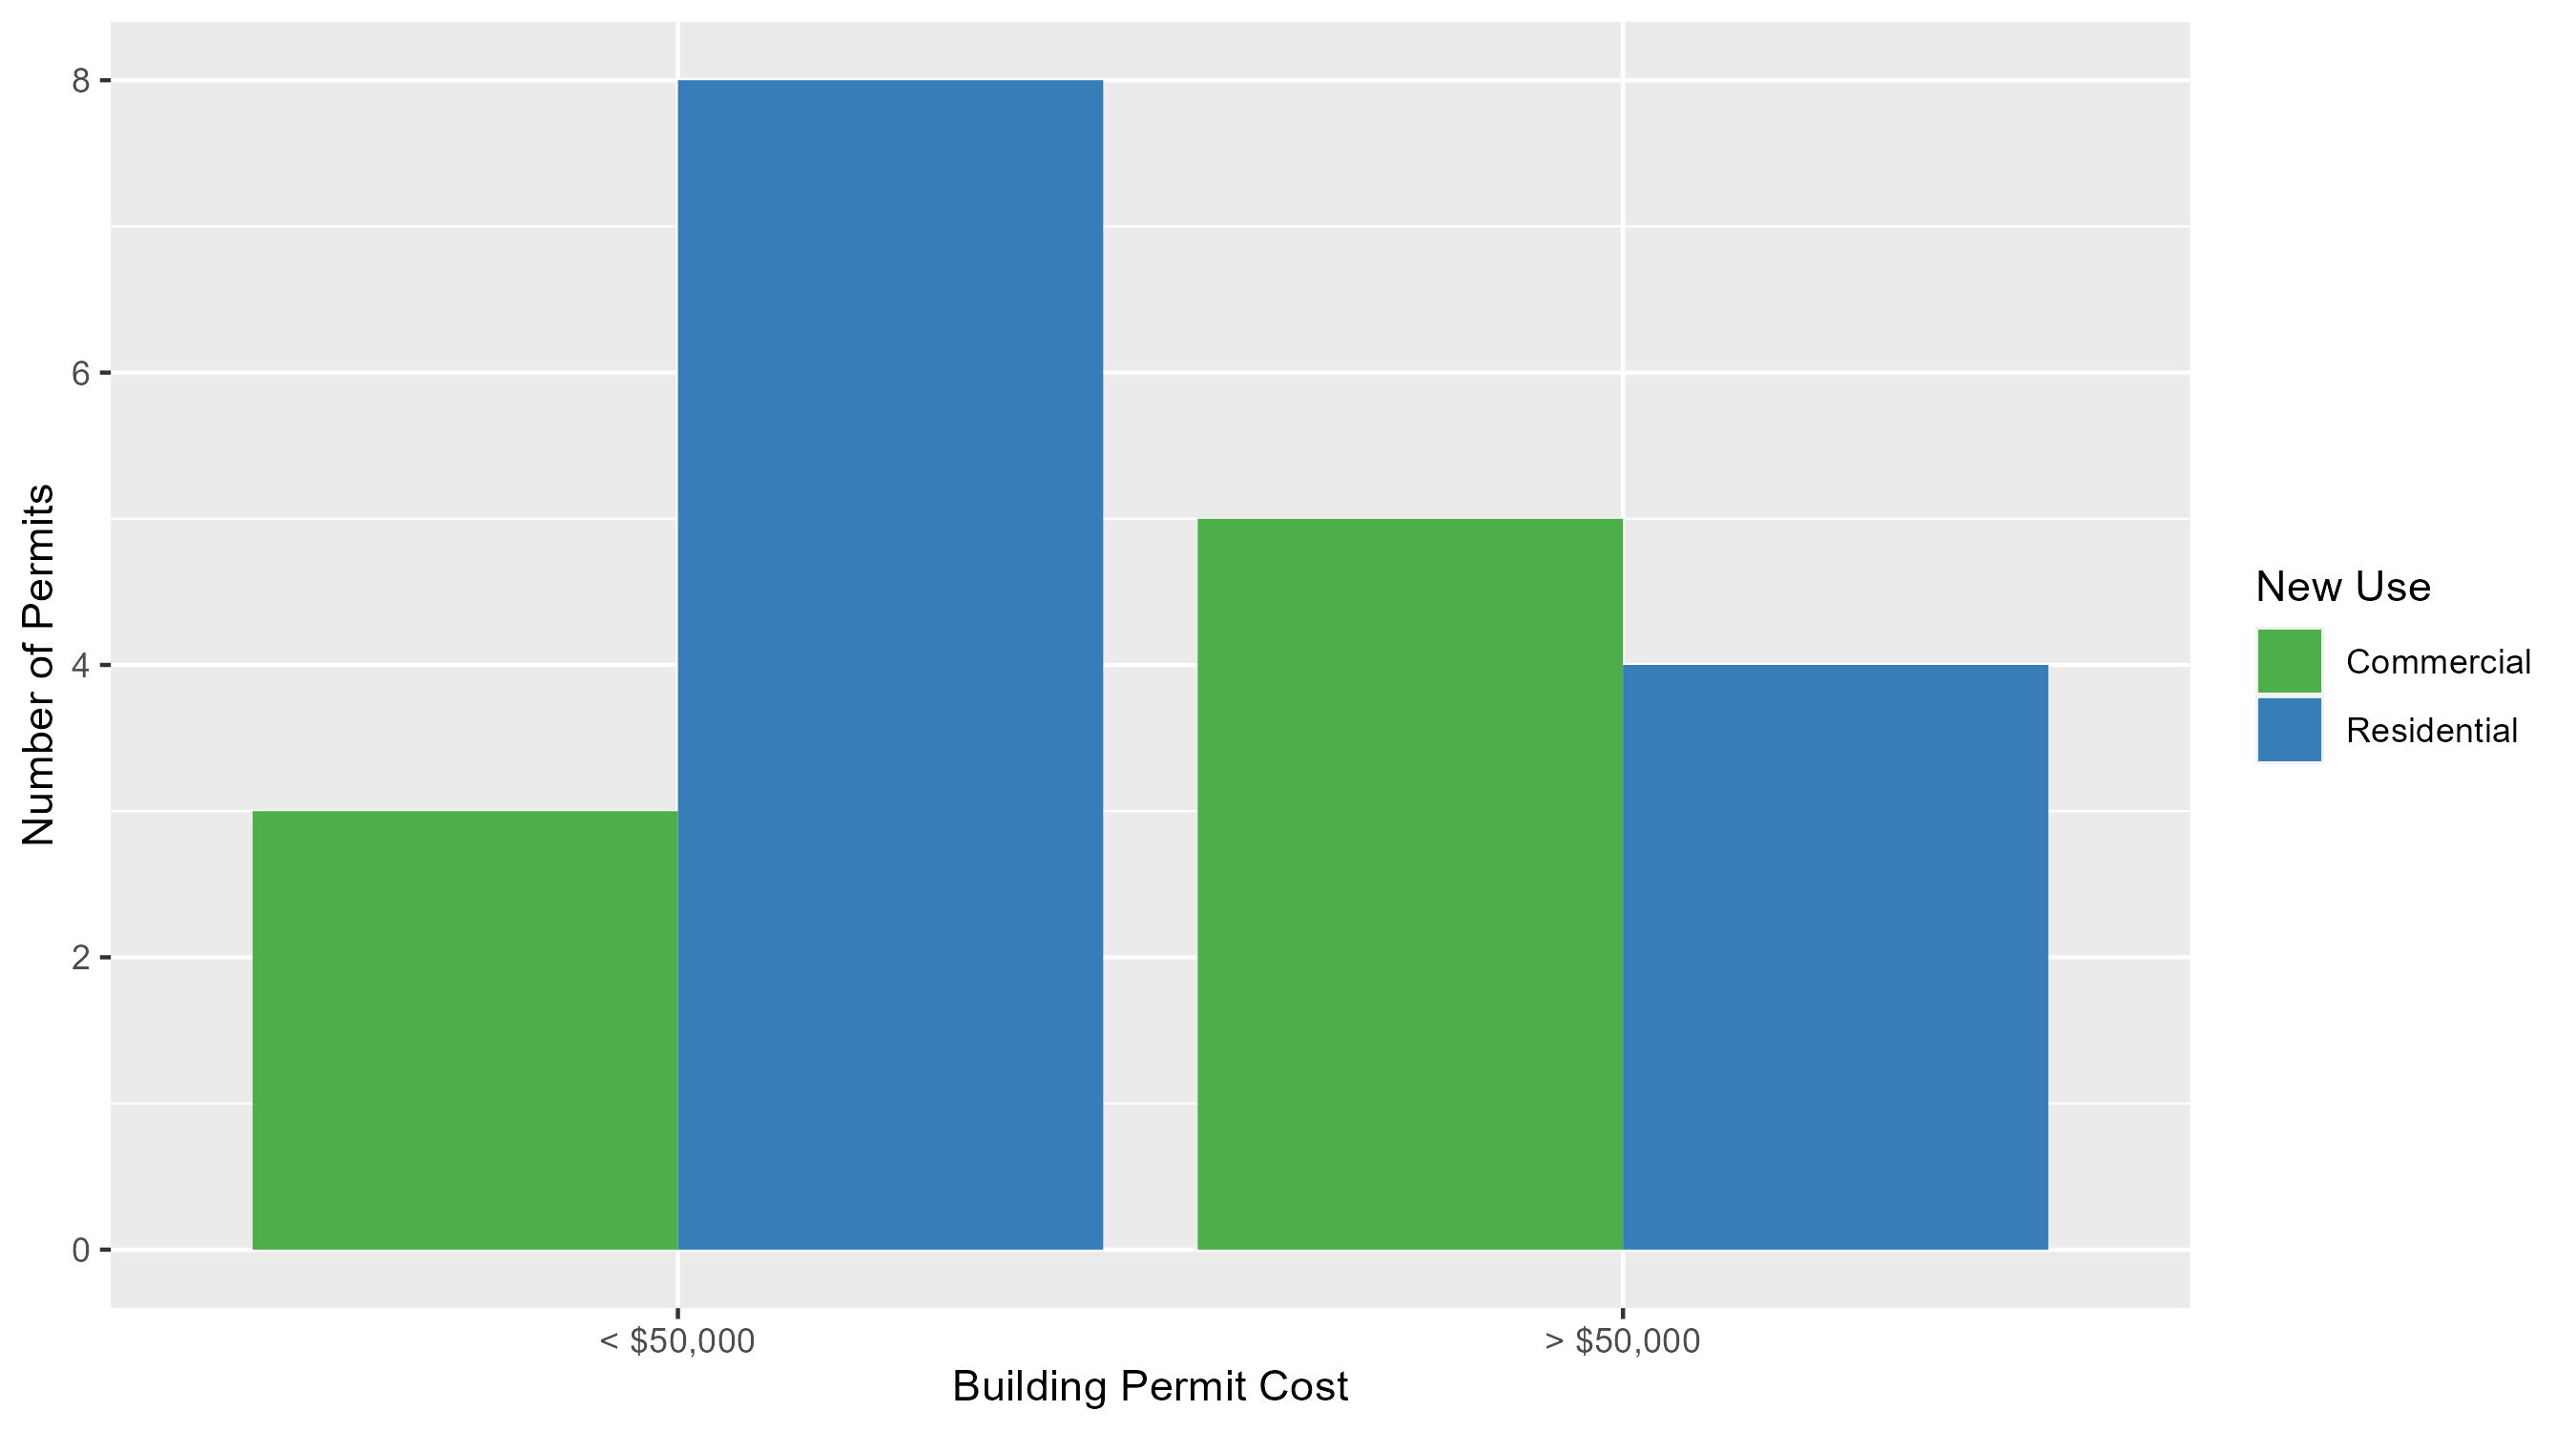 Number of Permits
8
6
4
2
0
< $50,000
> $50,000
Building Permit Cost
New Use
Commercial
Residential